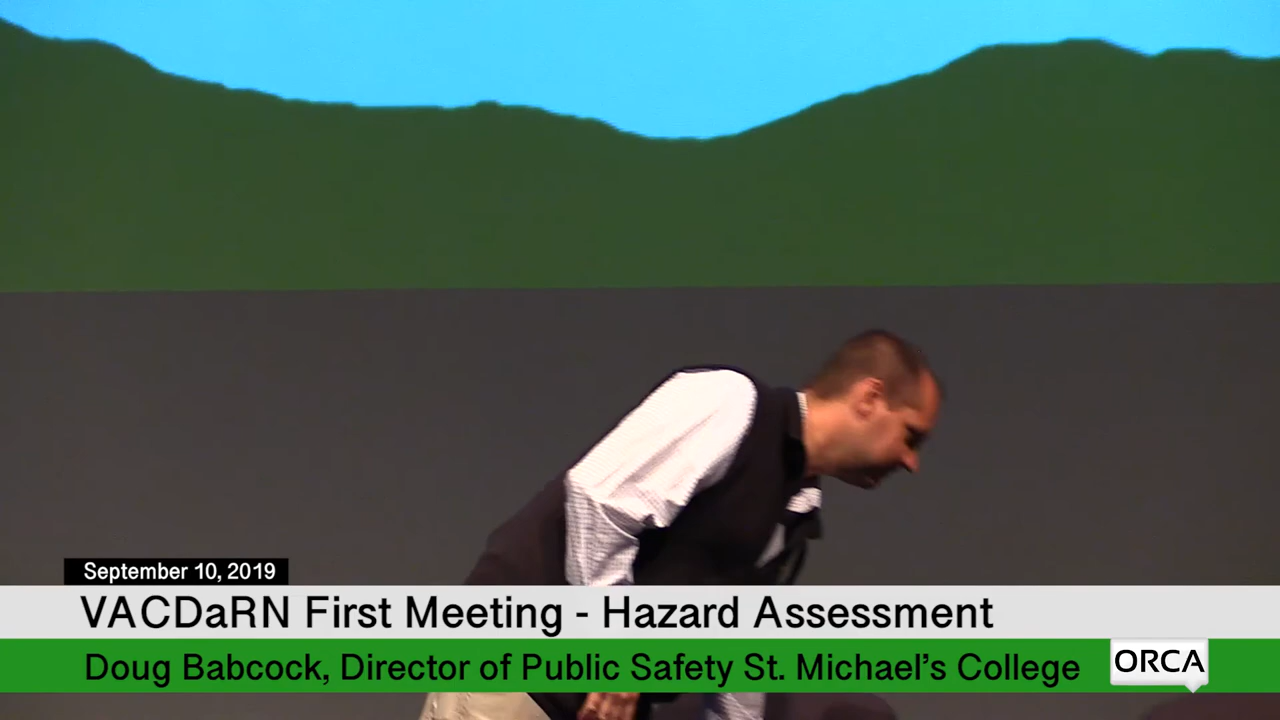 September 10, 2019
VACDaRN First Meeting - Hazard Assessment
Doug Babcock, Director of Public Safety St. Michael's College
ORCA